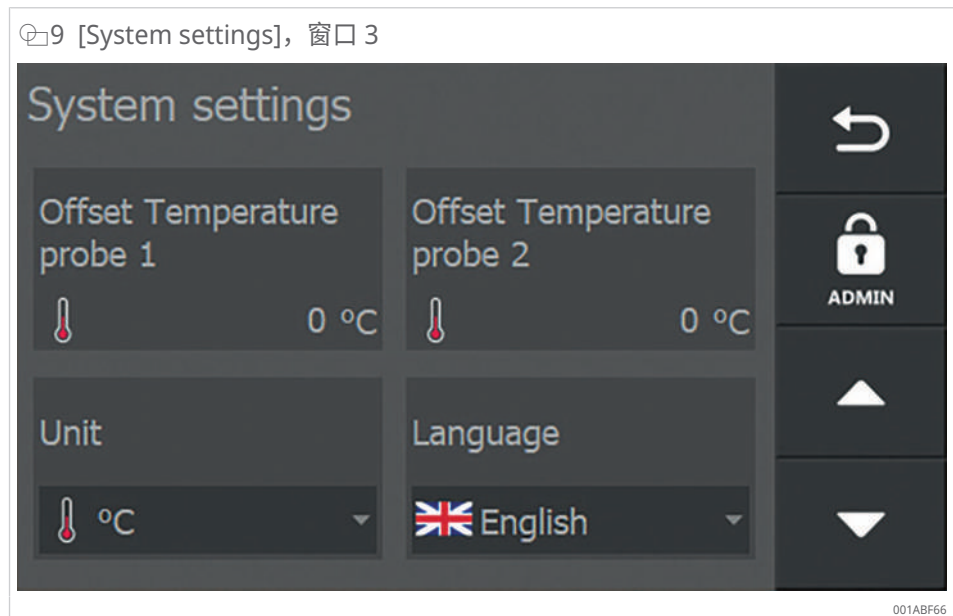 9 [System settings]，窗口 3
System settings
Offset Temperature
probe 1
0 °C
Offset Temperature
probe 2
0 °C
ADMIN
Unit
°C
Language
English
001ABF66